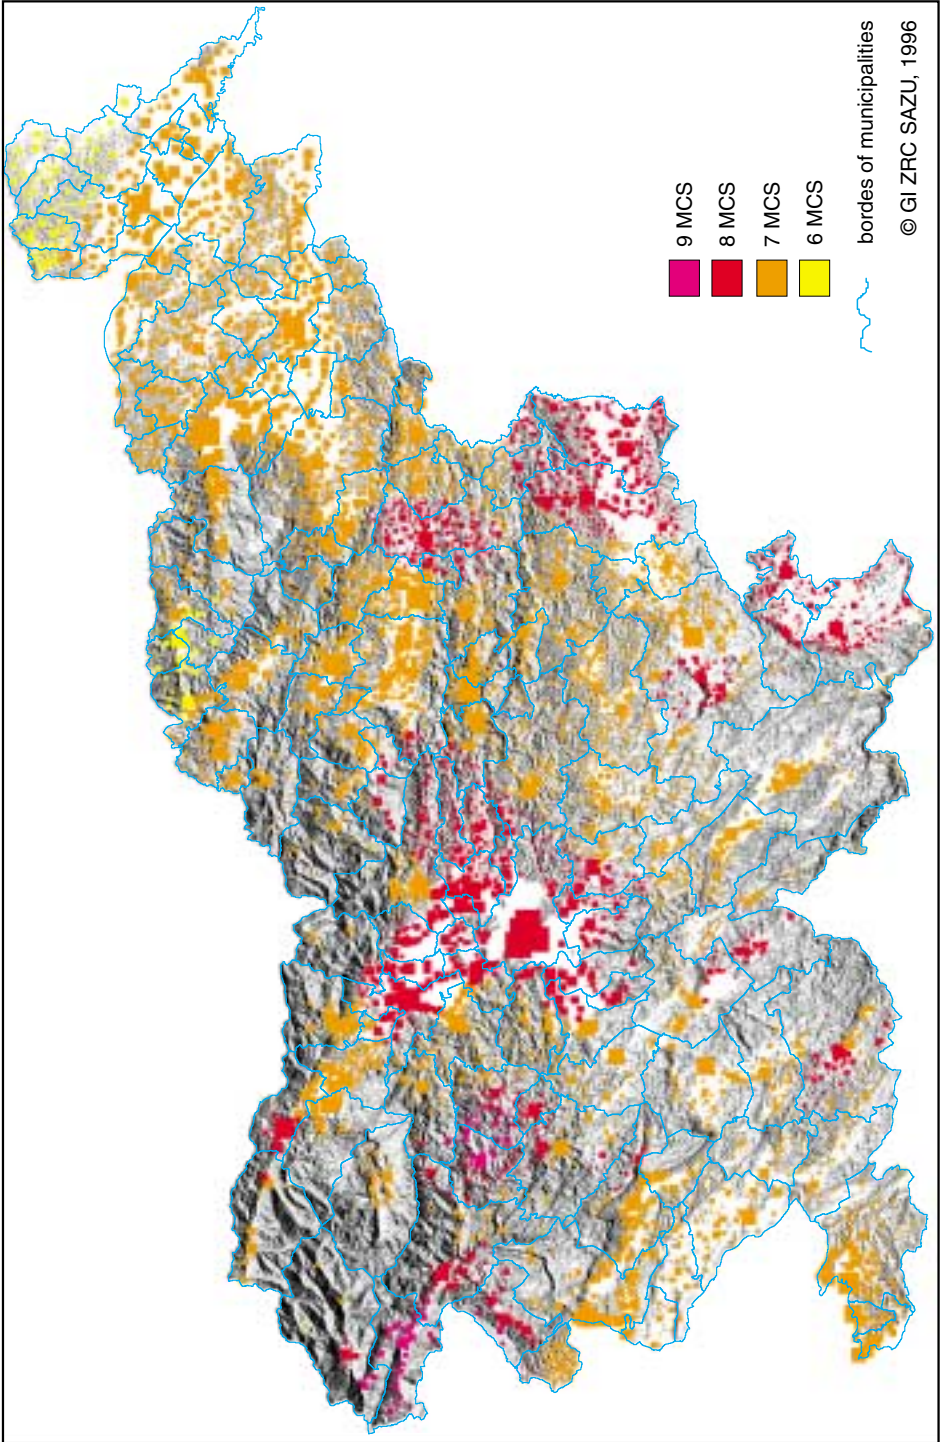 9 MCS
8 MCS
7 MCS
6 MCS
bordes of municipalities
© GI ZRC SAZU, 1996